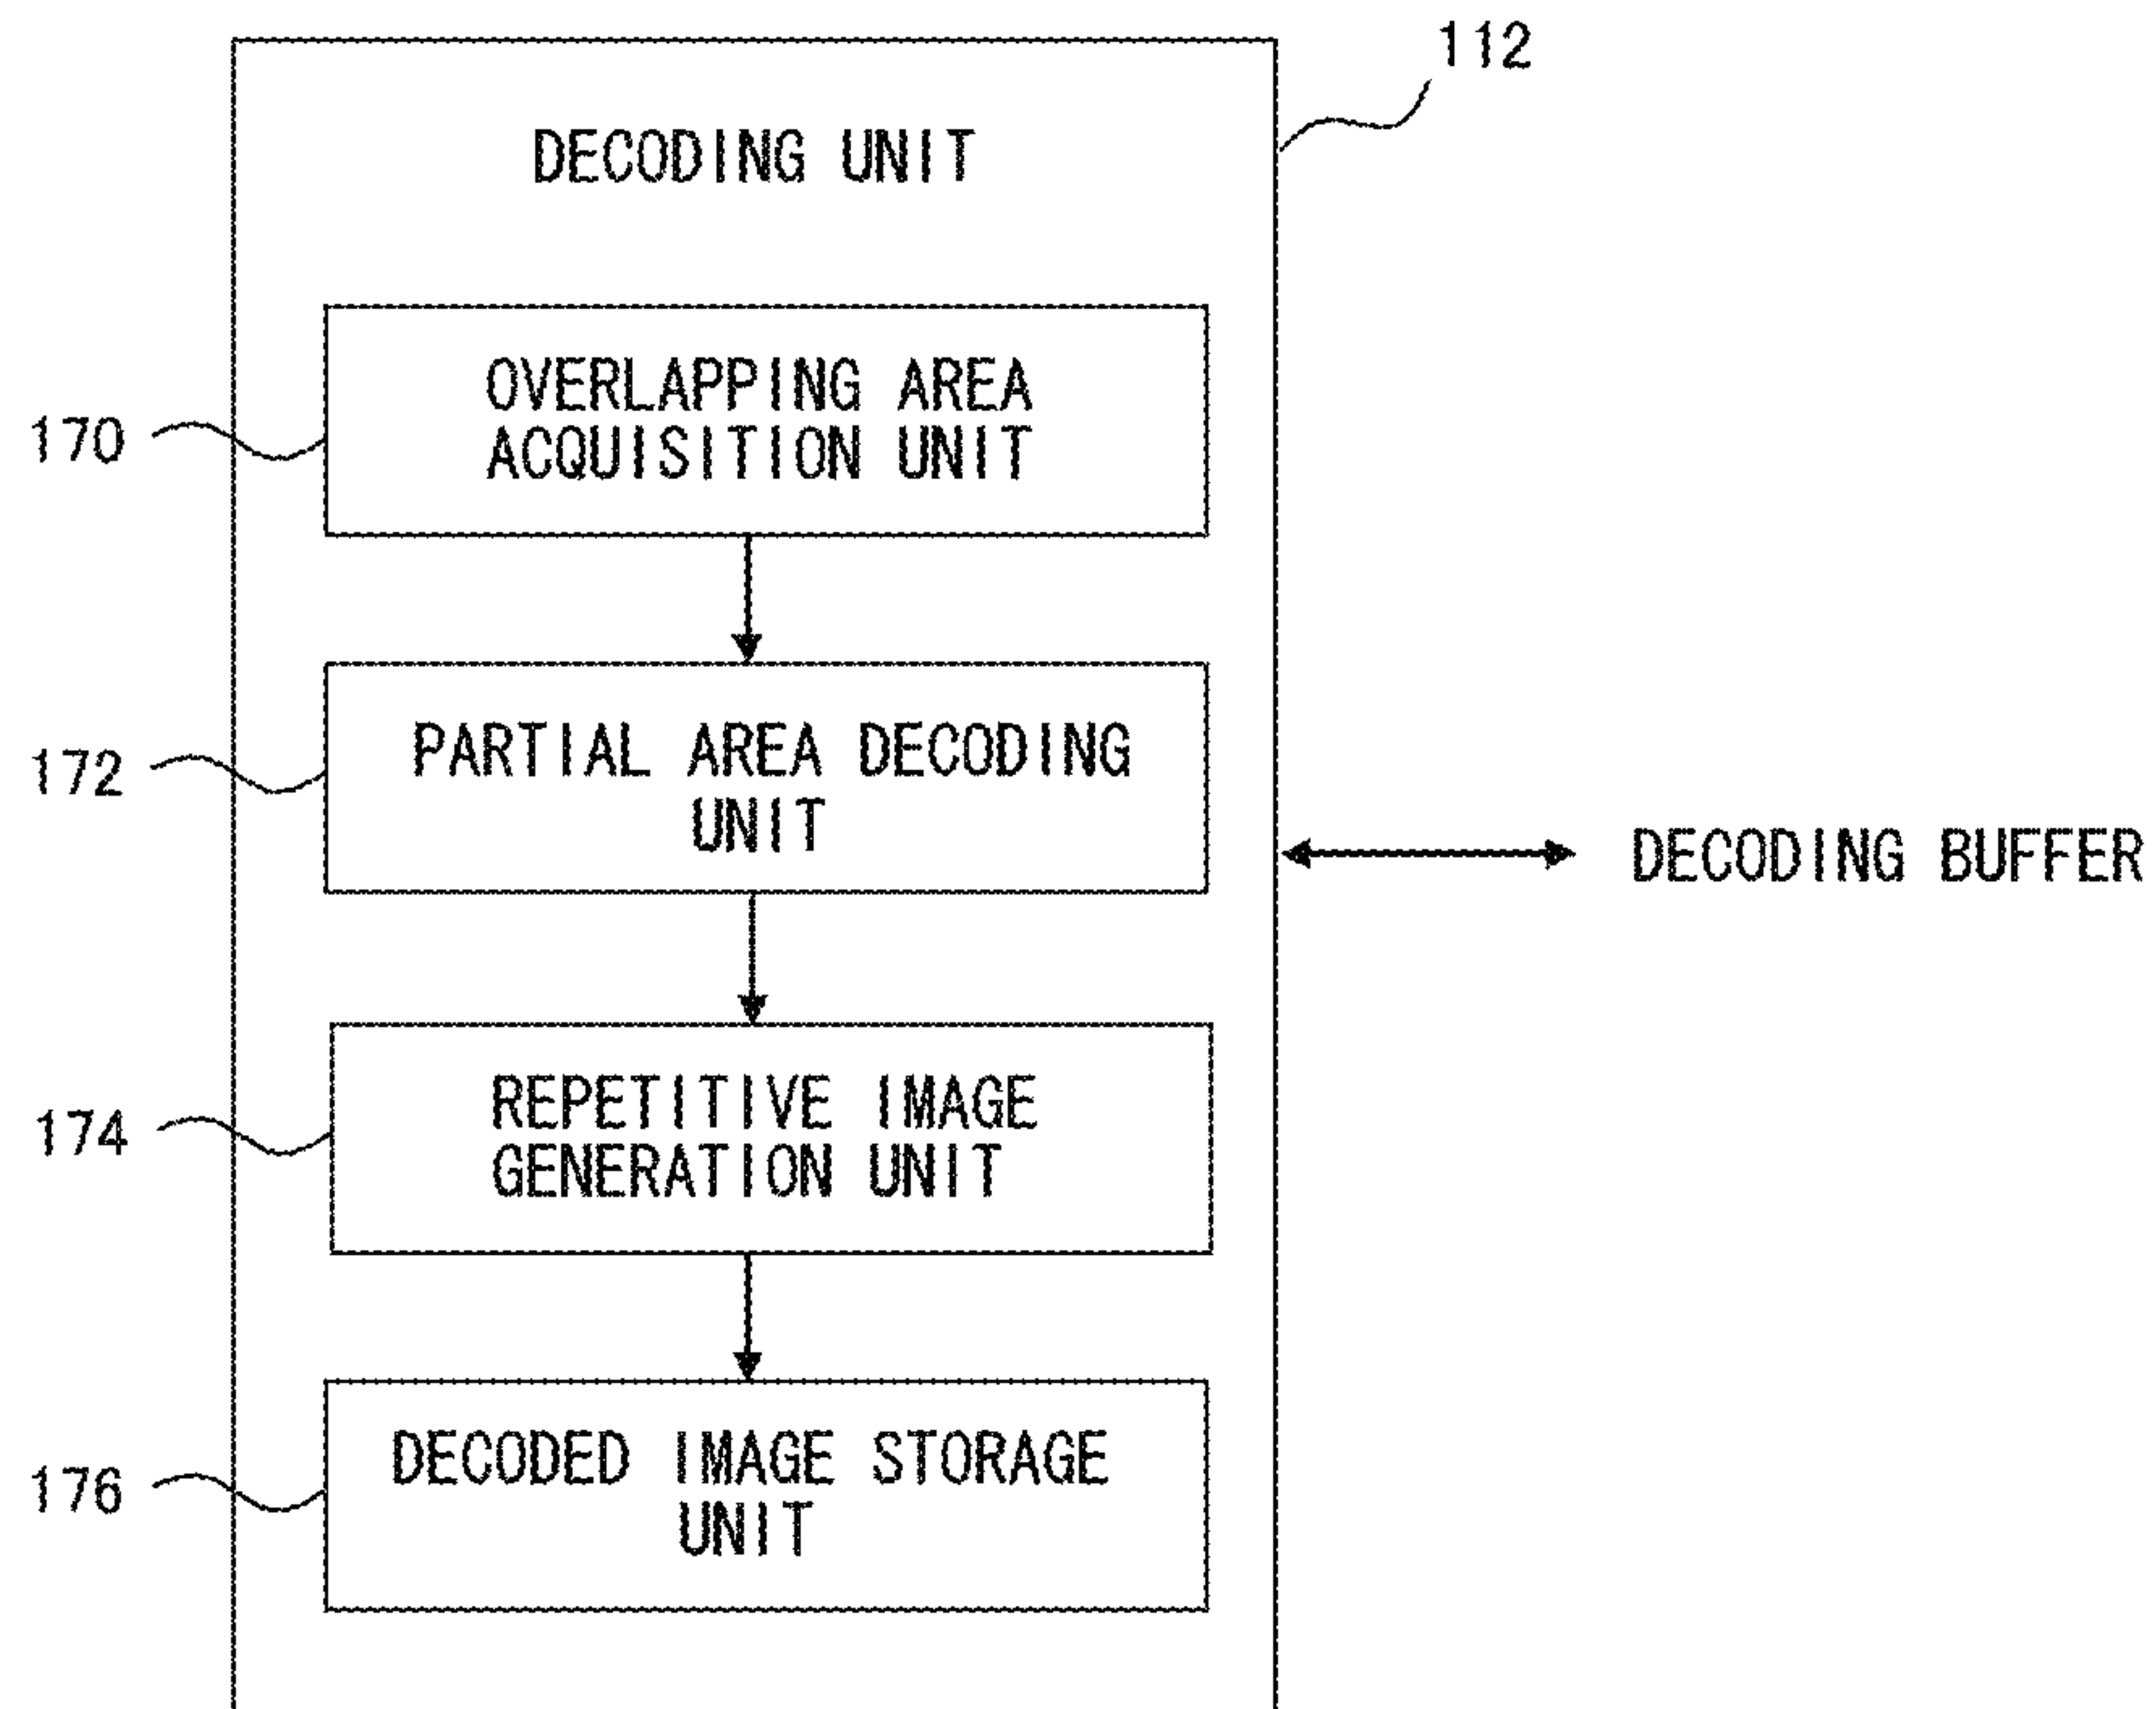 112
DECODING UNIT
OVERLAPPING AREA
ACQUISITION UNIT
170
PARTIAL AREA DECODING
UNIT
172
DECODING BUFFER
REPETITIVE IMAGE
GENERATION UNIT
174
DECODED IMAGE STORAGE
UNIT
176